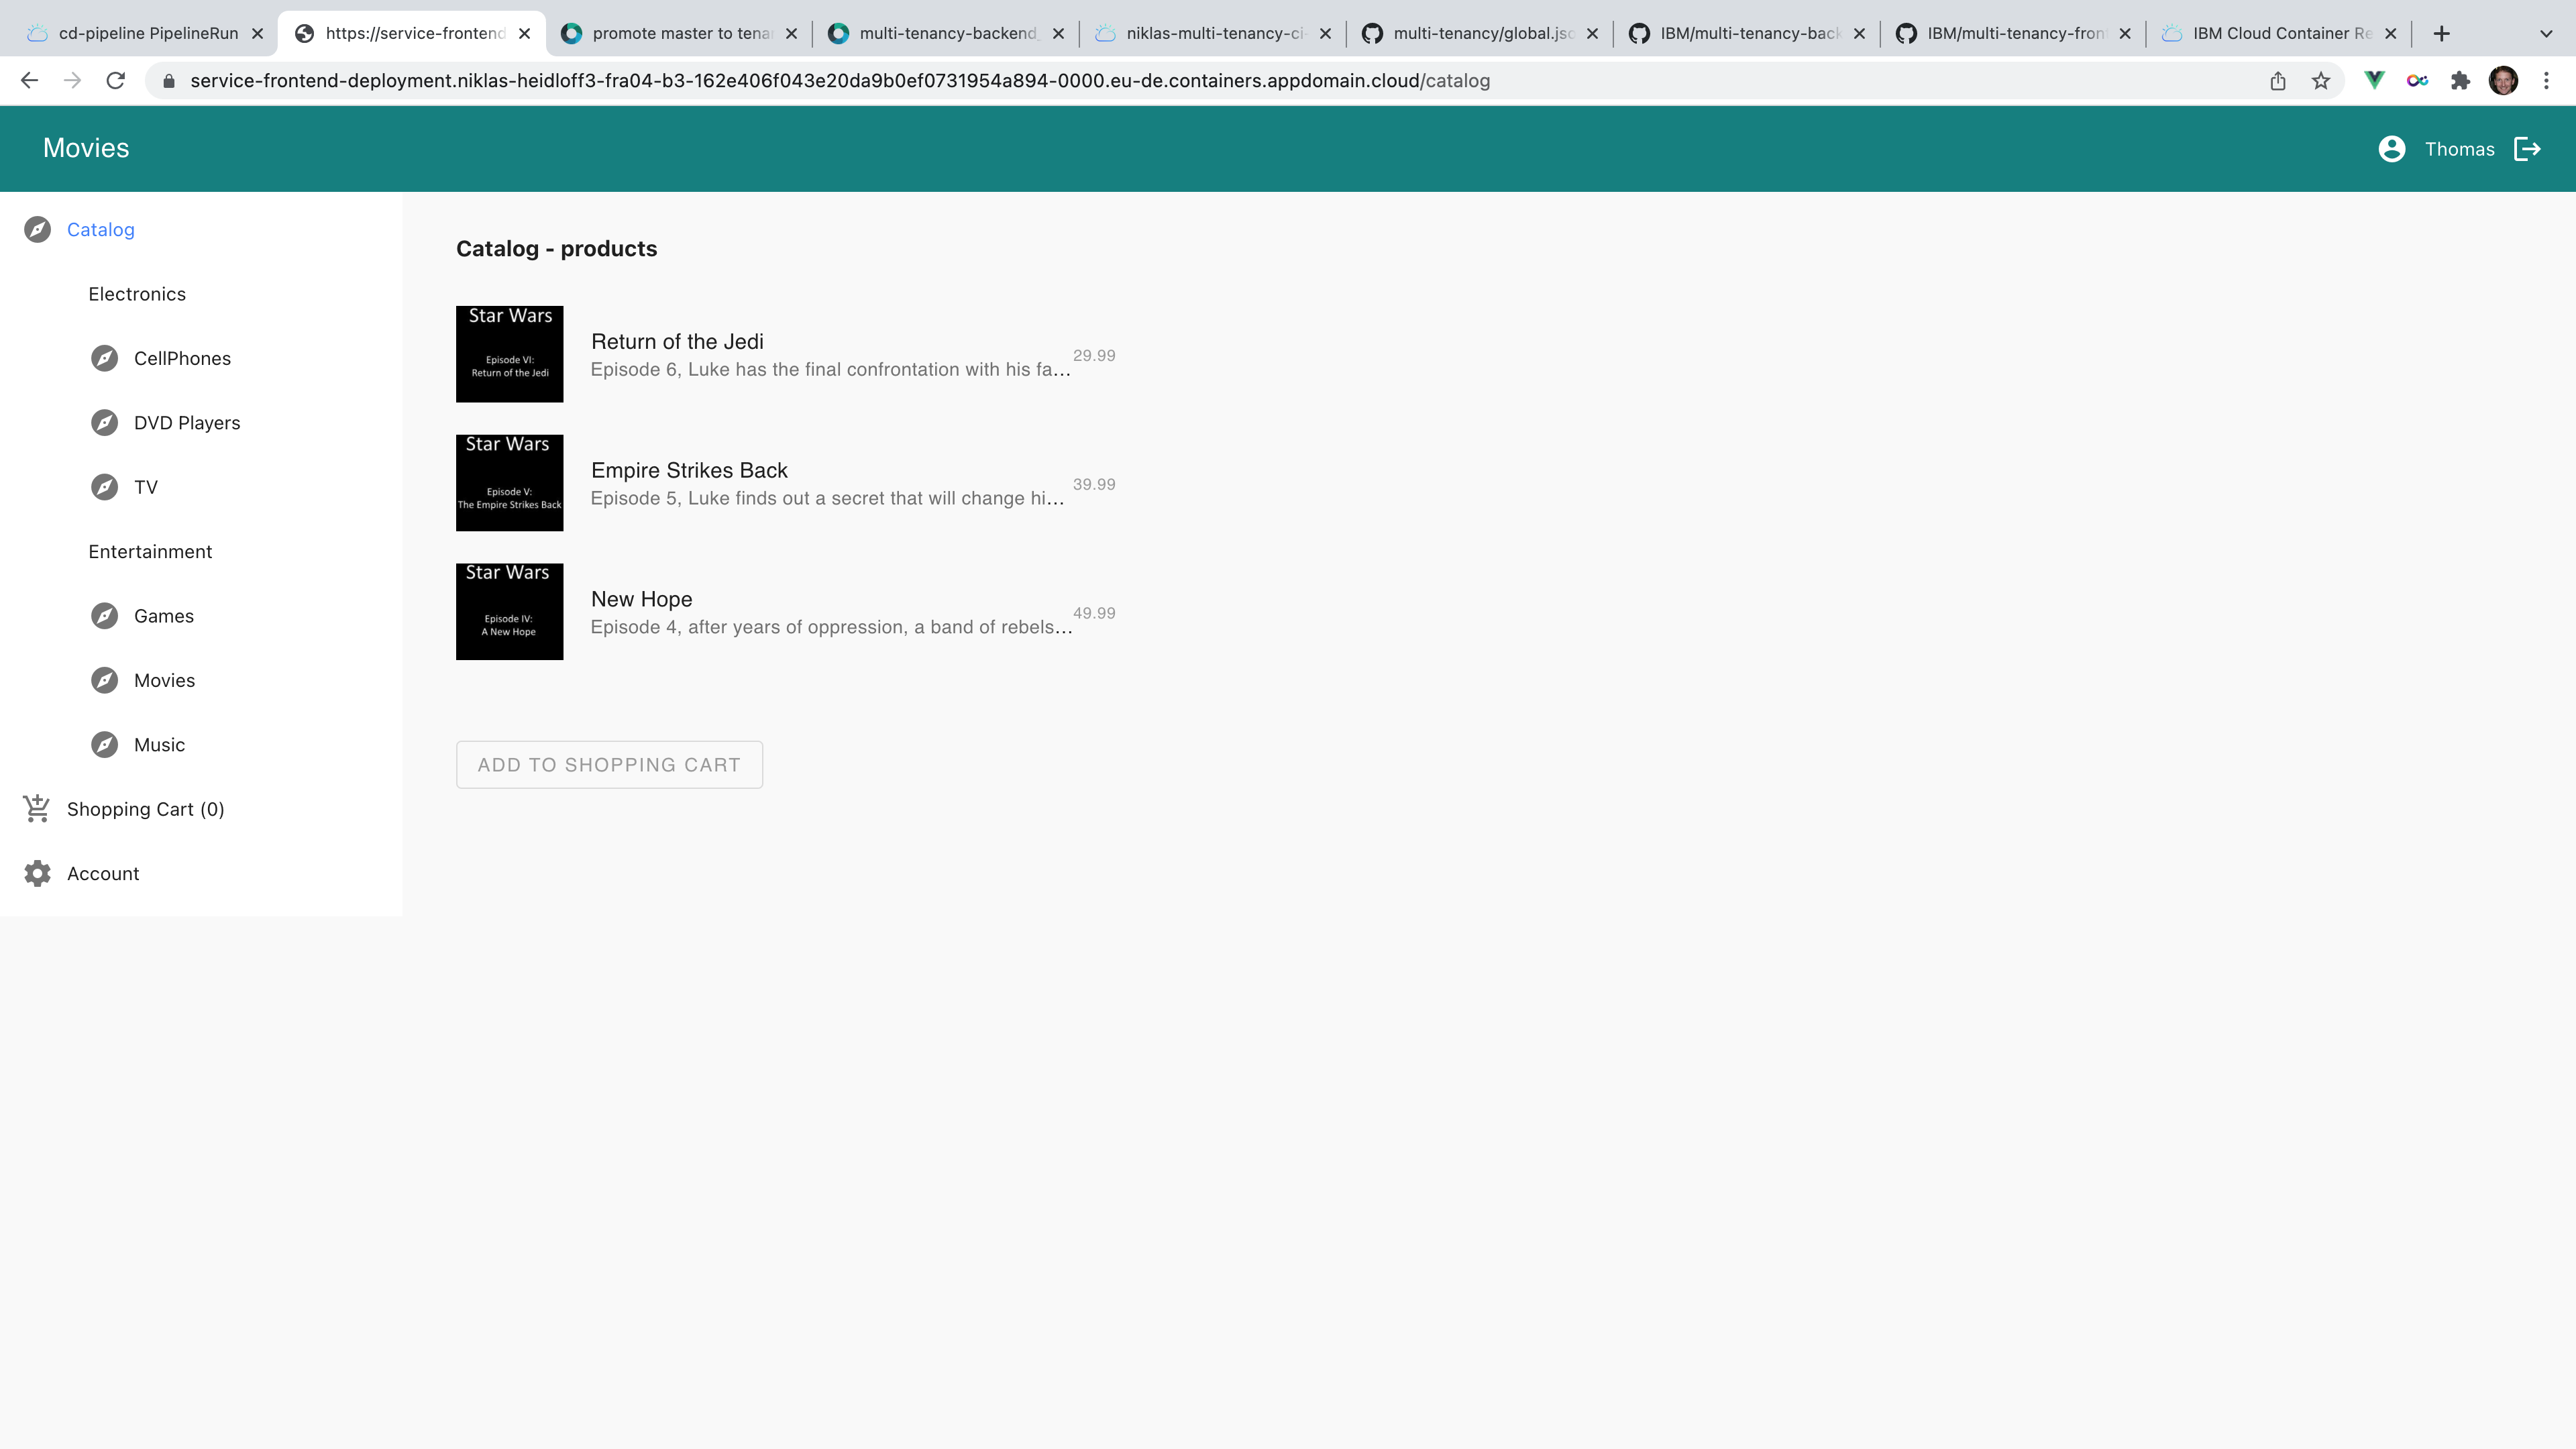 cd-pipeline PipelineRun
https://service-frontend
promote master to tena
multi-tenancy-backend_
niklas-multi-tenancy-ci-
multi-tenancy/global.jso
IBM/multi-tenancy-back
IBM/multi-tenancy-fron
IBM Cloud Container Re
service-frontend-deployment.niklas-heidloff3-fra04-b3-162e406f043e20da9b0ef0731954a894-0000.eu-de.containers.appdomain.cloud/catalog
Movies
Thomas
Catalog
Electronics
CellPhones
DVD Players
TV
Entertainment
Games
Movies
Music
Shopping Cart (0)
Account
Catalog - products
Star Wars
Episode VI:
Return of the Jedi
Return of the Jedi
Episode 6, Luke has the final confrontation with his fa...
29.99
Star Wars
Episode V:
The Empire Strikes Back
Empire Strikes Back
Episode 5, Luke finds out a secret that will change hi...
39.99
Star Wars
Episode IV:
A New Hope
New Hope
Episode 4, after years of oppression, a band of rebels...
49.99
ADD TO SHOPPING CART